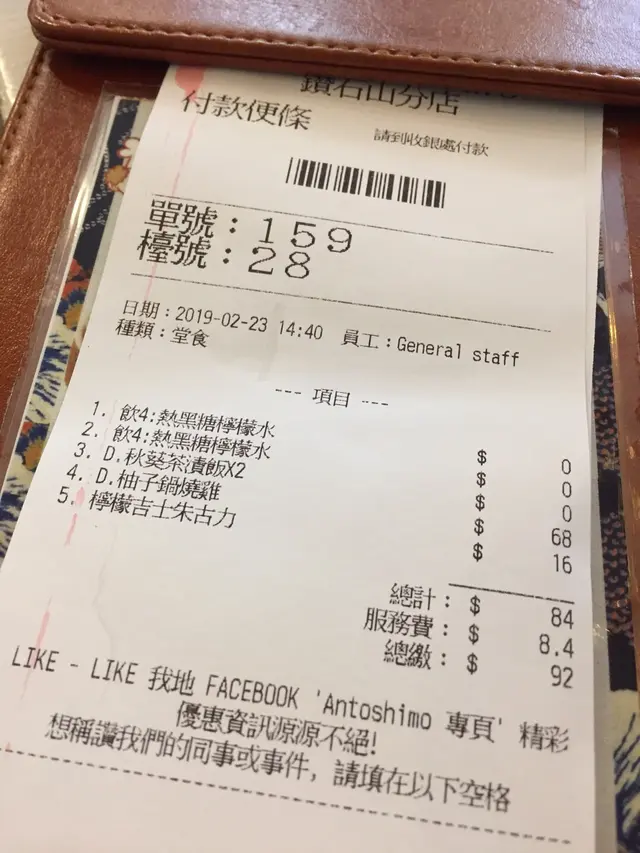 鑽石山分店
付款便條
請到收銀處付款
單號：159
檯號：28
日期：2019-02-23 14:40 員工：General staff
種類：堂食
--- 項目 ---
1. 飲4:熱黑糖檸檬水 $ 0
2. 飲4:熱黑糖檸檬水 $ 0
3. D.秋葵茶漬飯X2 $ 0
4. D.柚子鍋燒雞 $ 68
5. 檸檬吉士朱古力 $ 16
總計：$ 84
服務費：$ 8.4
總繳：$ 92
LIKE - LIKE 我地 FACEBOOK 'Antoshimo 專頁' 精彩
優惠資訊源源不絕!
想稱讚我們的同事或事件, 請填在以下空格